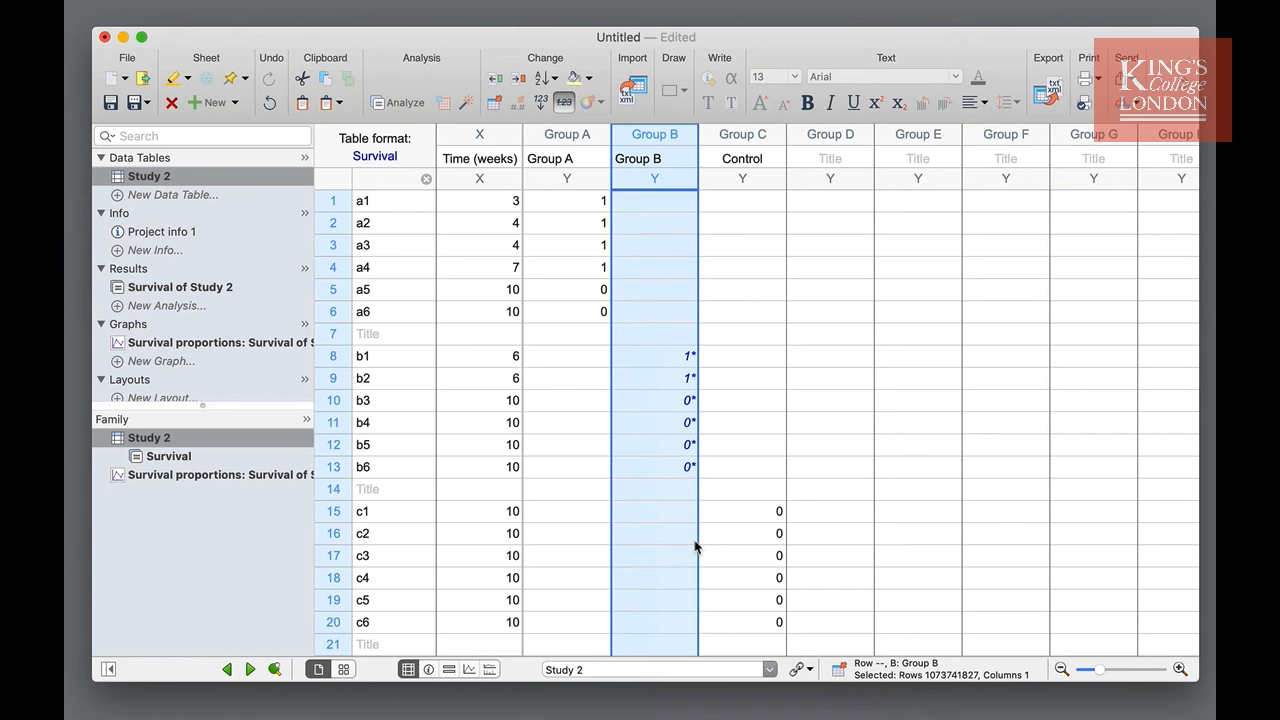 Untitled — Edited
File Sheet Undo Clipboard Analysis Change Import Draw Write Text Export Print Send
13 Arial
New Analyze
B I U X² X₂
KING'S
College
LONDON
Search
Data Tables
Study 2
New Data Table...
Info
Project info 1
New Info...
Results
Survival of Study 2
New Analysis...
Graphs
Survival proportions: Survival of S
New Graph...
Layouts
New Layout...
Family
Study 2
Survival
Survival proportions: Survival of S
Table format:
Survival
X Group A Group B Group C Group D Group E Group F Group G
Time (weeks) Group A Group B Control Title Title Title Title Title
X Y Y Y Y Y Y Y Y
1 a1 3 1
2 a2 4 1
3 a3 4 1
4 a4 7 1
5 a5 10 0
6 a6 10 0
7 Title
8 b1 6 1*
9 b2 6 1*
10 b3 10 0*
11 b4 10 0*
12 b5 10 0*
13 b6 10 0*
14 Title
15 c1 10 0
16 c2 10 0
17 c3 10 0
18 c4 10 0
19 c5 10 0
20 c6 10 0
21 Title
Study 2
Row --, B: Group B
Selected: Rows 1073741827, Columns 1